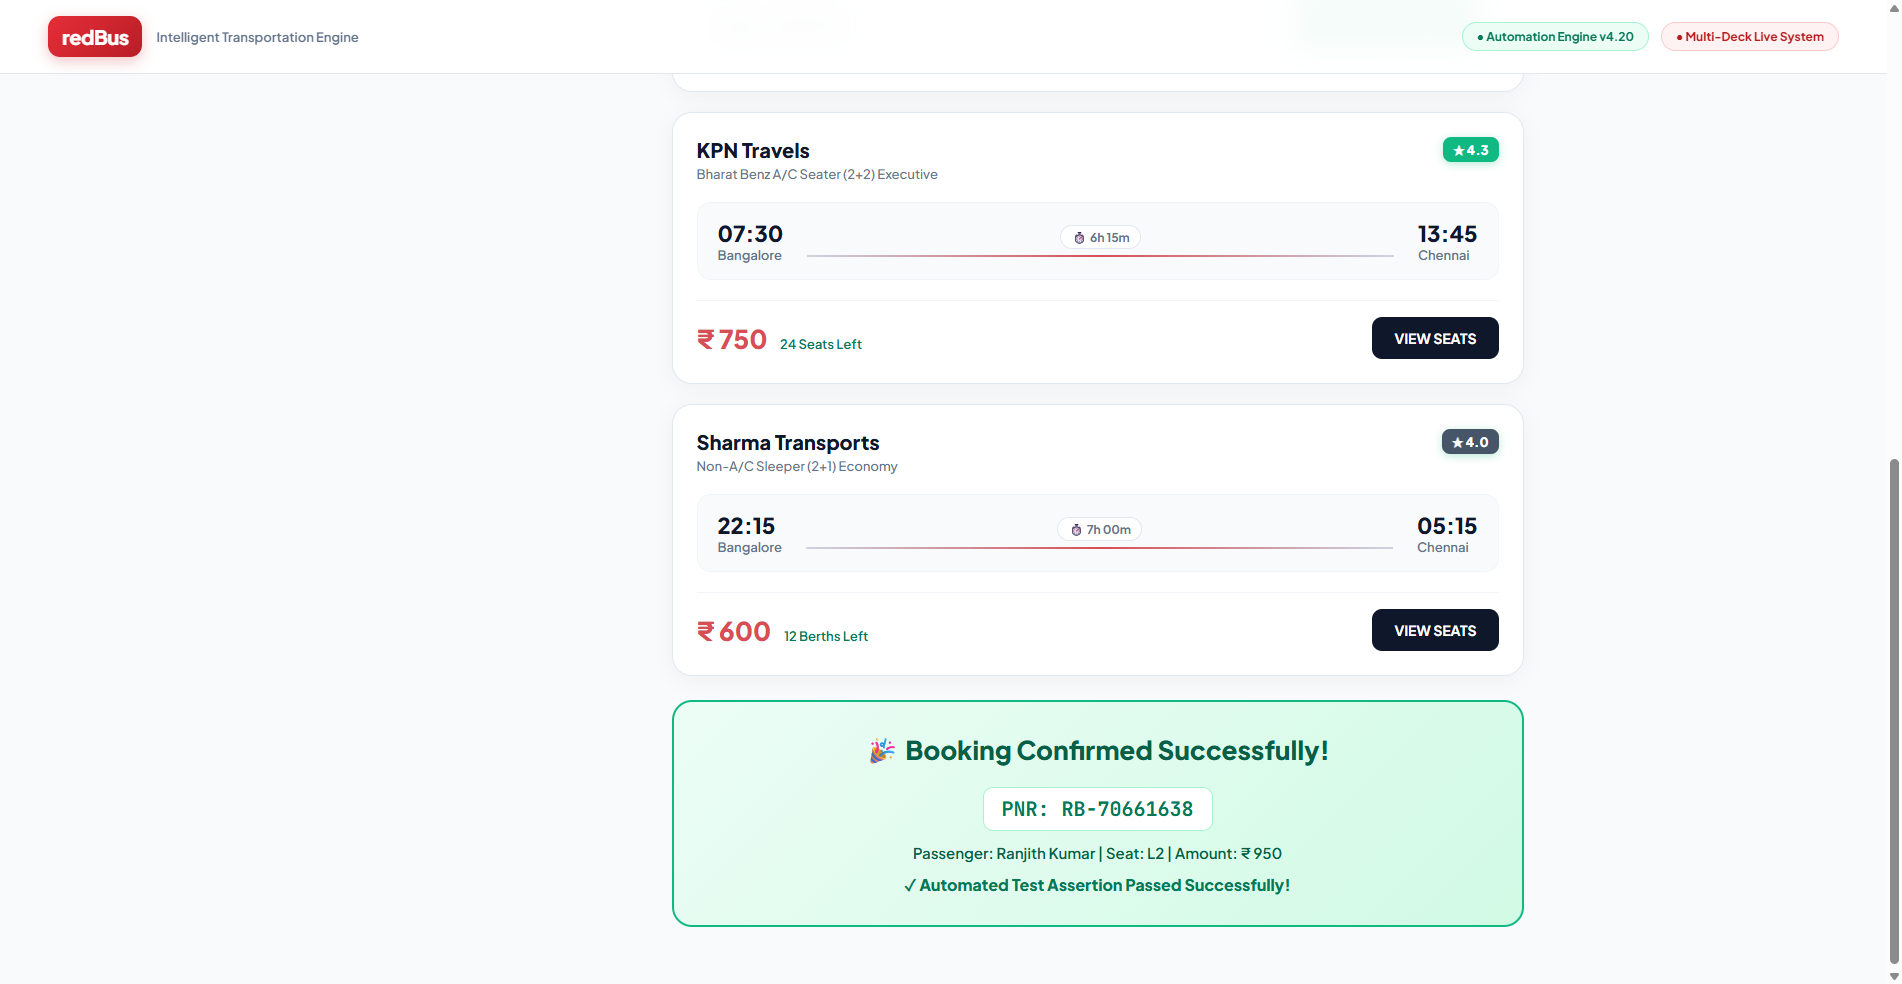 redBus Intelligent Transportation Engine
● Automation Engine v4.20 ● Multi-Deck Live System
KPN Travels
★ 4.3
Bharat Benz A/C Seater (2+2) Executive
07:30
6h 15m
13:45
Bangalore
Chennai
₹ 750 24 Seats Left
VIEW SEATS
Sharma Transports
★ 4.0
Non-A/C Sleeper (2+1) Economy
22:15
7h 00m
05:15
Bangalore
Chennai
₹ 600 12 Berths Left
VIEW SEATS
🎉 Booking Confirmed Successfully!
PNR: RB-70661638
Passenger: Ranjith Kumar | Seat: L2 | Amount: ₹ 950
✓ Automated Test Assertion Passed Successfully!